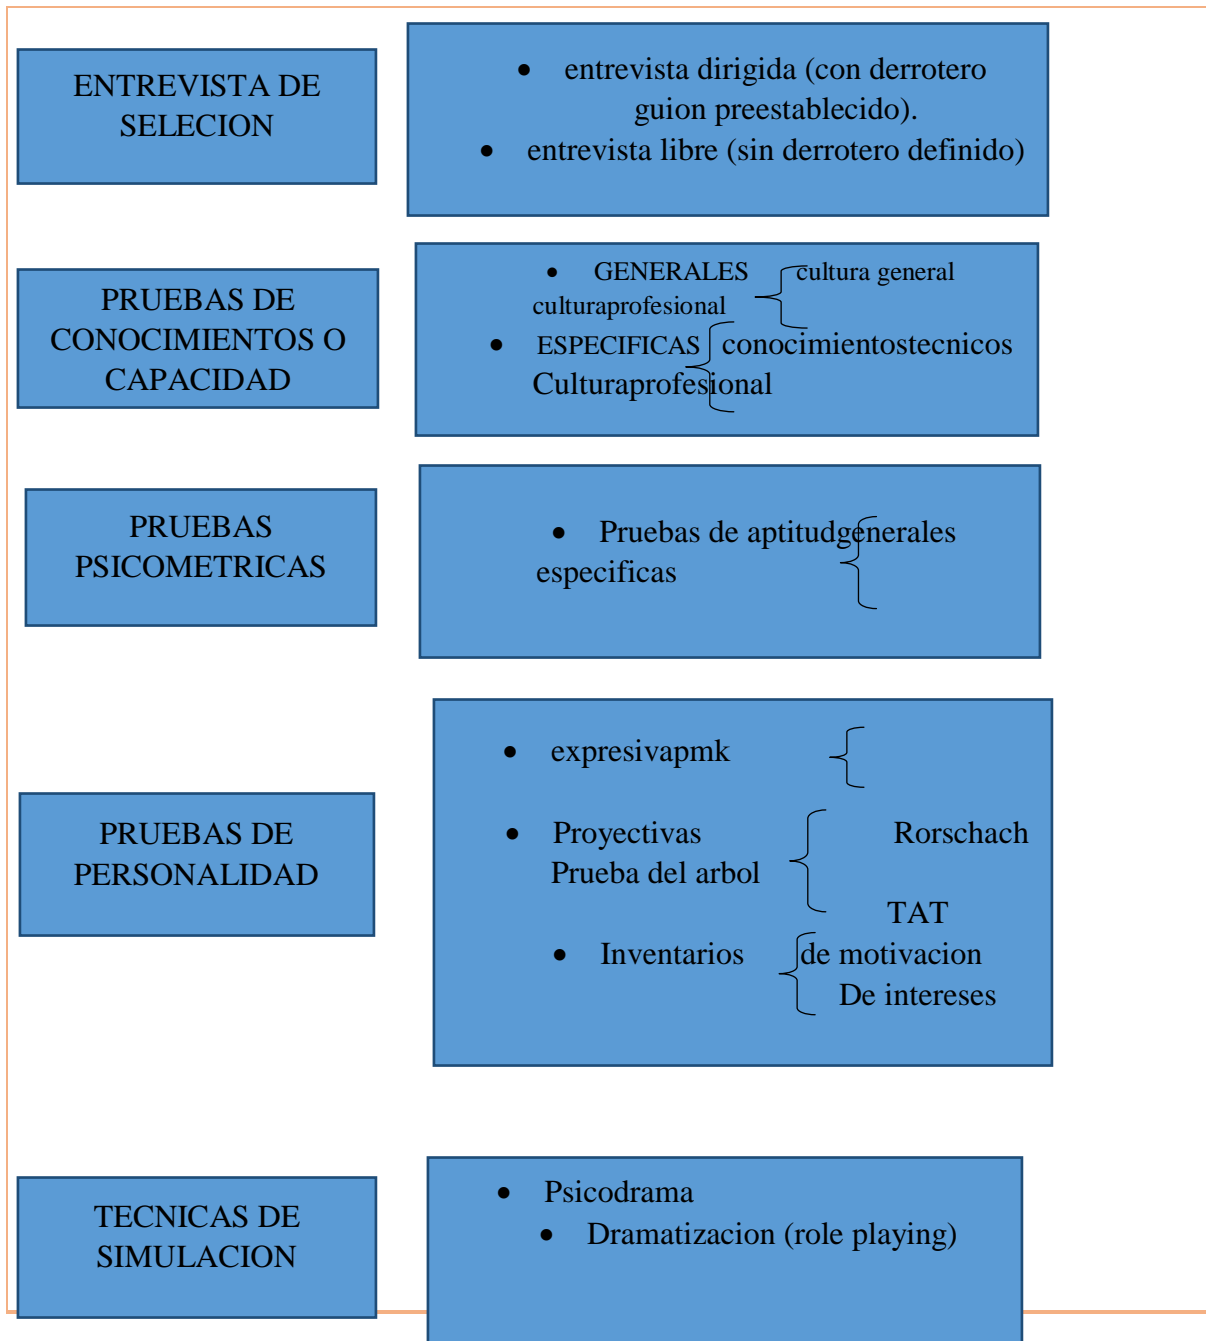 ENTREVISTA DE
SELECION
• entrevista dirigida (con derrotero
guion preestablecido).
• entrevista libre (sin derrotero definido)
PRUEBAS DE
CONOCIMIENTOS O
CAPACIDAD
• GENERALES cultura general
culturaprofesional
• ESPECIFICAS conocimientostecnicos
Culturaprofesional
PRUEBAS
PSICOMETRICAS
• Pruebas de aptitudgenerales
especificas
PRUEBAS DE
PERSONALIDAD
• expresivapmk
• Proyectivas Rorschach
Prueba del arbol
TAT
• Inventarios de motivacion
De intereses
TECNICAS DE
SIMULACION
• Psicodrama
• Dramatizacion (role playing)